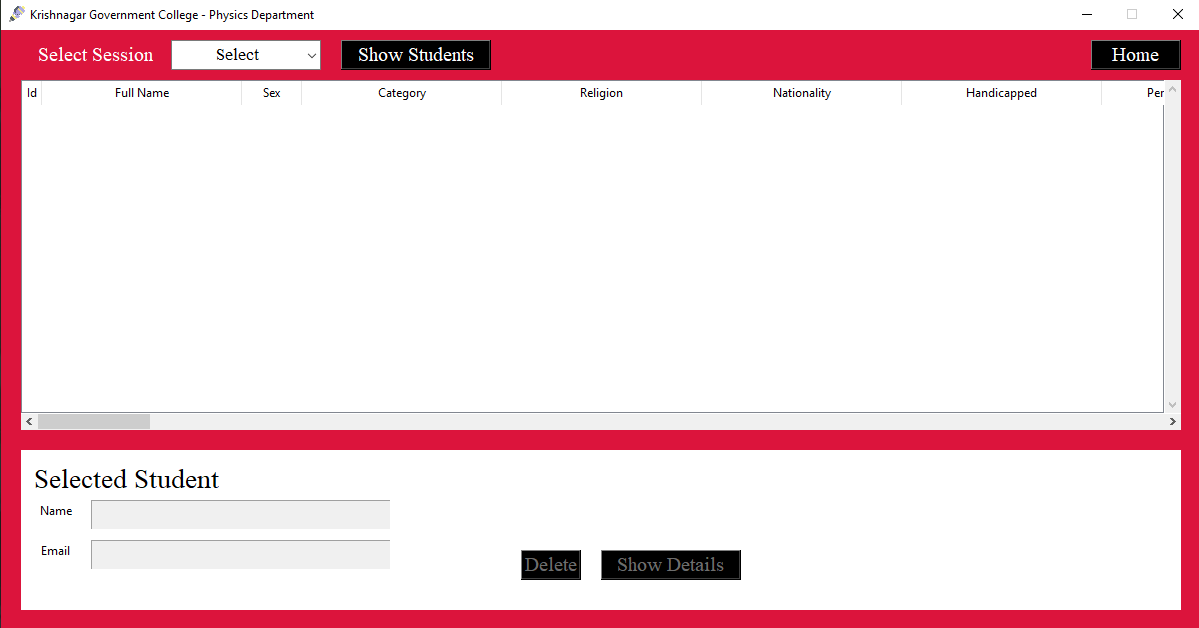 Krishnagar Government College - Physics Department
Select Session Select Show Students Home
Id Full Name Sex Category Religion Nationality Handicapped Per
Selected Student
Name
Email
Delete Show Details